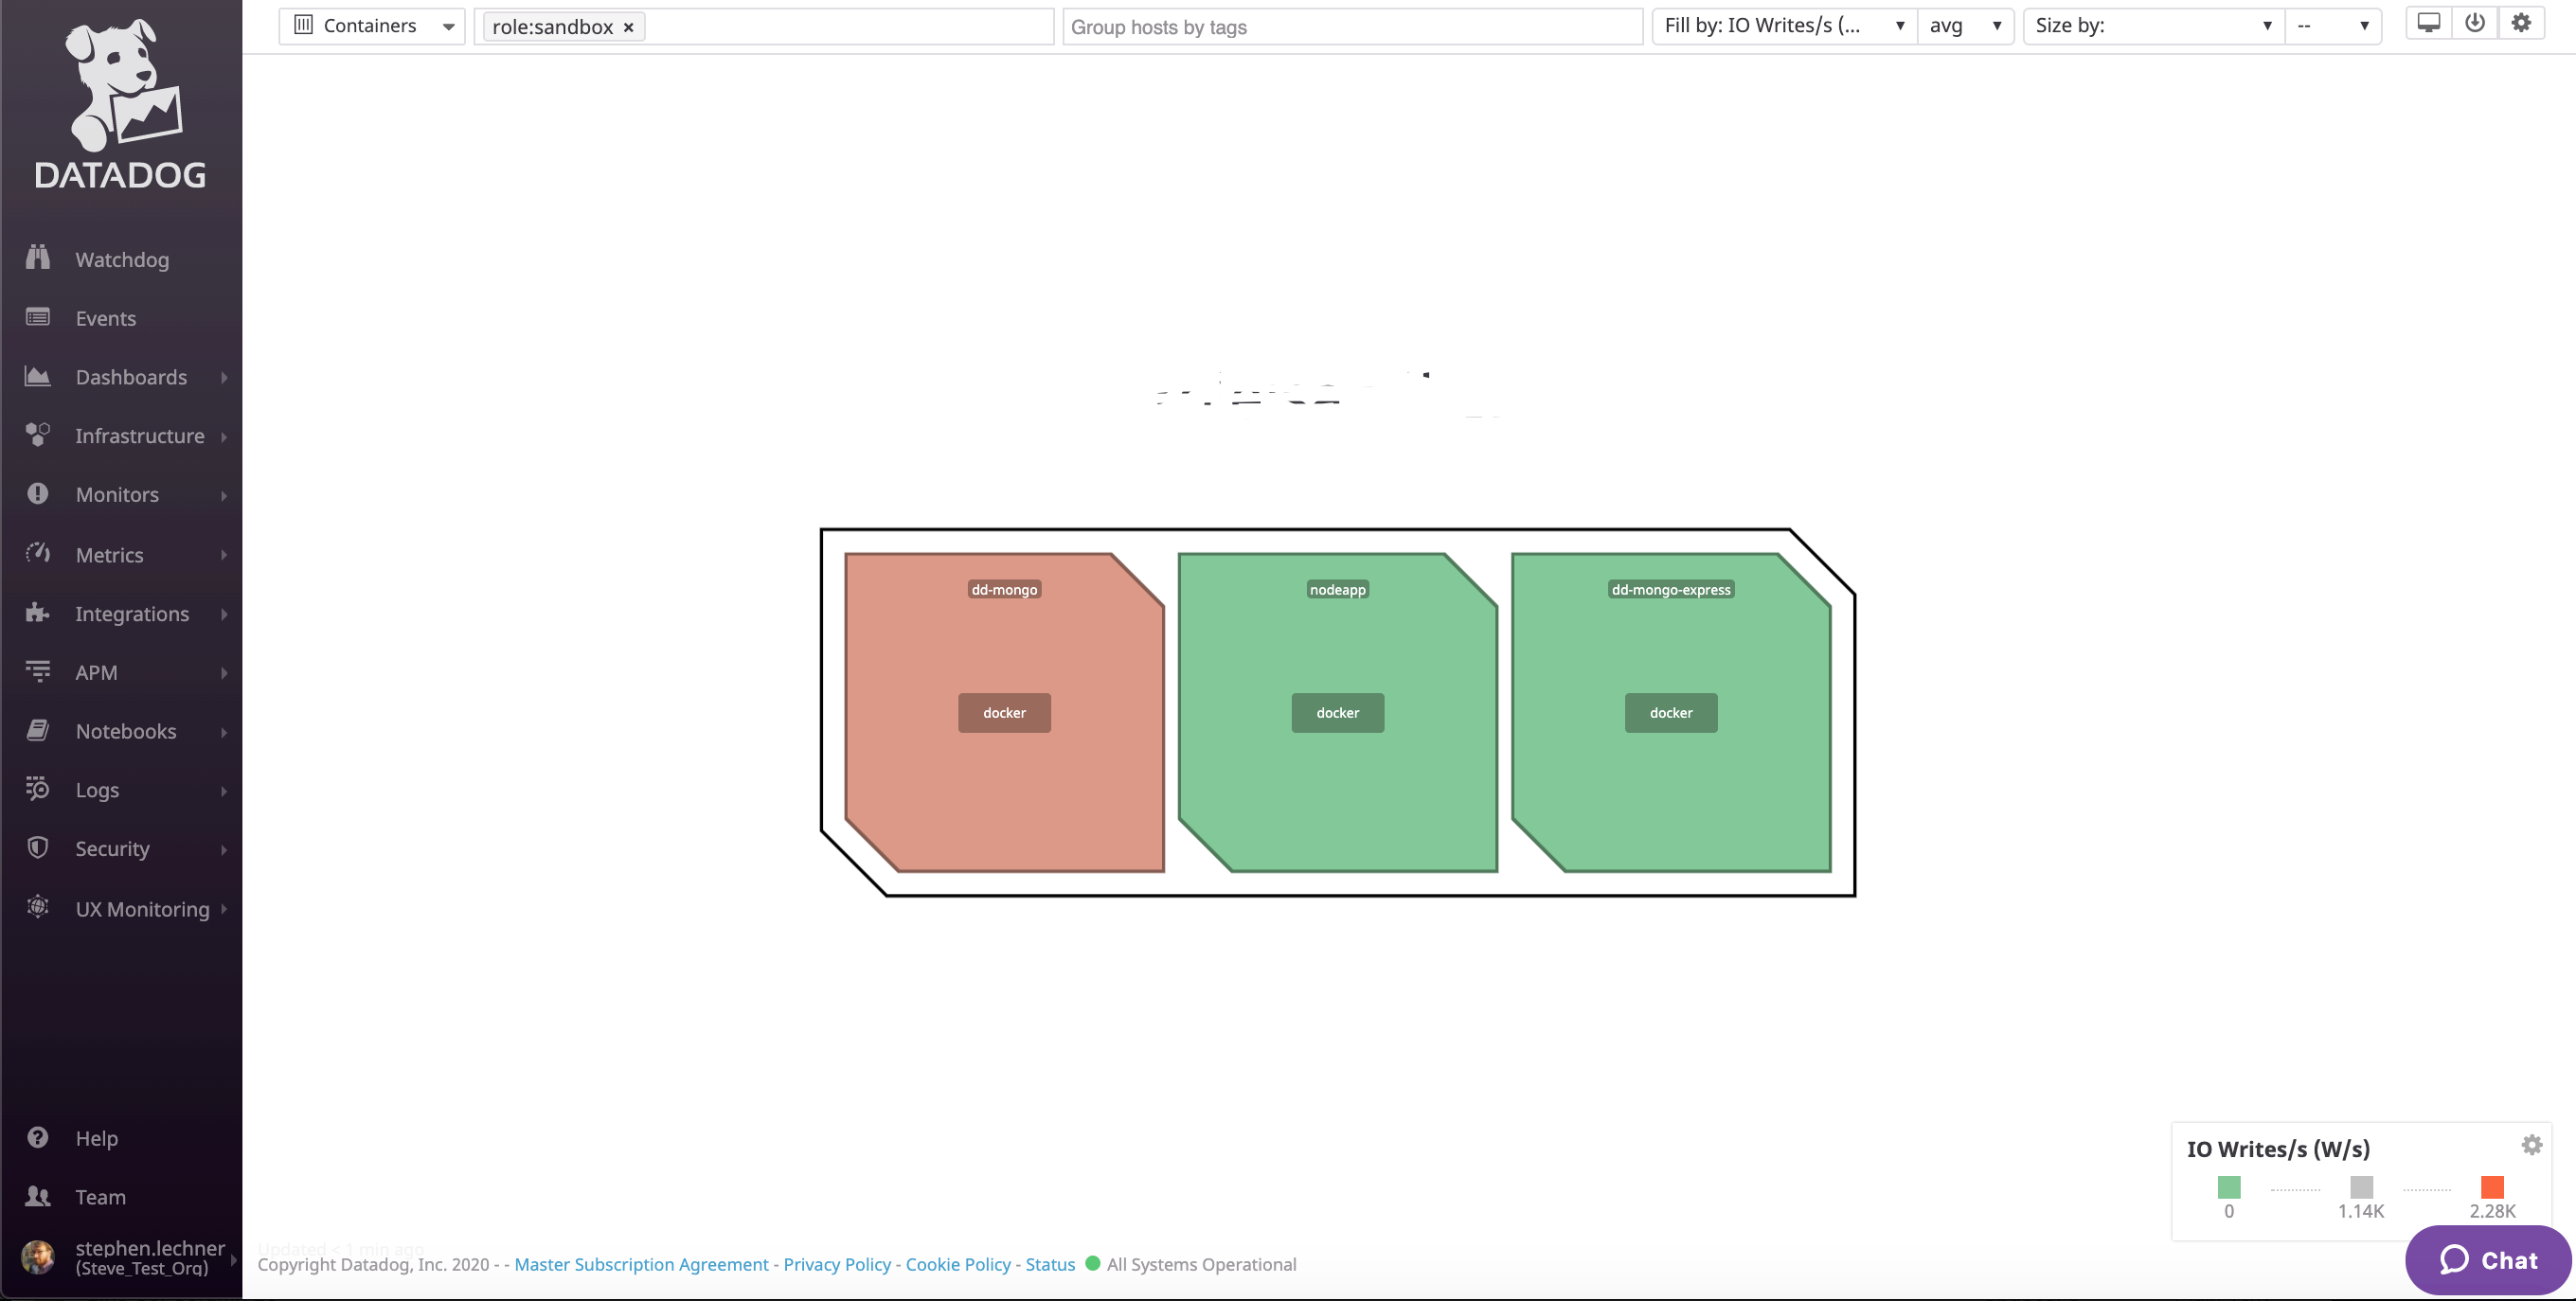 Containers
role:sandbox ×
Group hosts by tags
Fill by: IO Writes/s (...
avg
Size by:
--
DATADOG
Watchdog
Events
Dashboards
Infrastructure
Monitors
Metrics
Integrations
APM
Notebooks
Logs
Security
UX Monitoring
Help
Team
stephen.lechner
(Steve_Test_Org)
dd-mongo
docker
nodeapp
docker
dd-mongo-express
docker
IO Writes/s (W/s)
0
1.14K
2.28K
Updated < 1 min ago
Copyright Datadog, Inc. 2020 - - Master Subscription Agreement - Privacy Policy - Cookie Policy - Status All Systems Operational
Chat